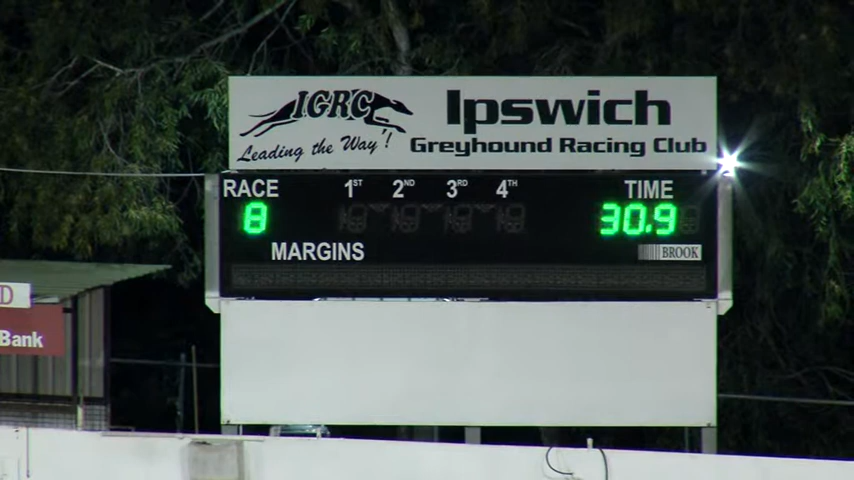 IGRC
Leading the Way'!
Ipswich
Greyhound Racing Club
RACE 1ST 2ND 3RD 4TH TIME
8 30.9
MARGINS BROOK
D
Bank